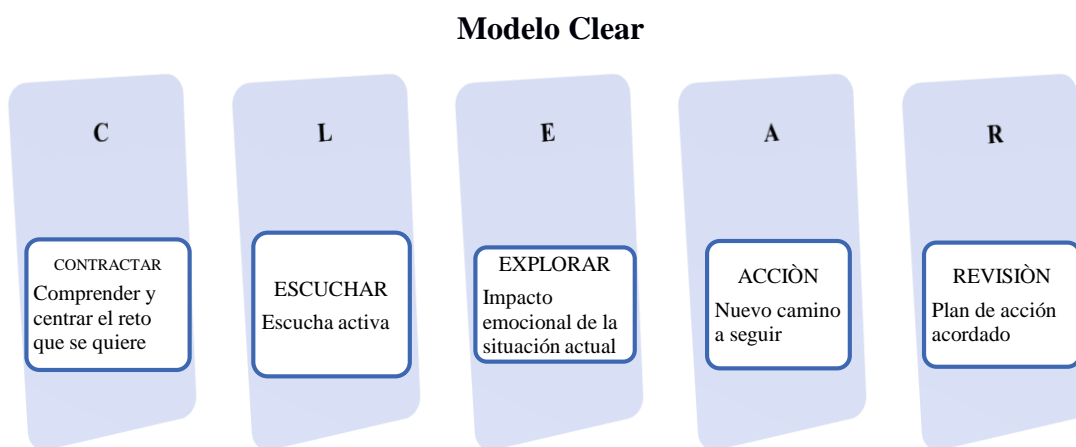 Modelo Clear
C
CONTRACTAR
Comprender y
centrar el reto
que se quiere
L
ESCUCHAR
Escucha activa
E
EXPLORAR
Impacto
emocional de la
situación actual
A
ACCIÒN
Nuevo camino
a seguir
R
REVISIÒN
Plan de acción
acordado